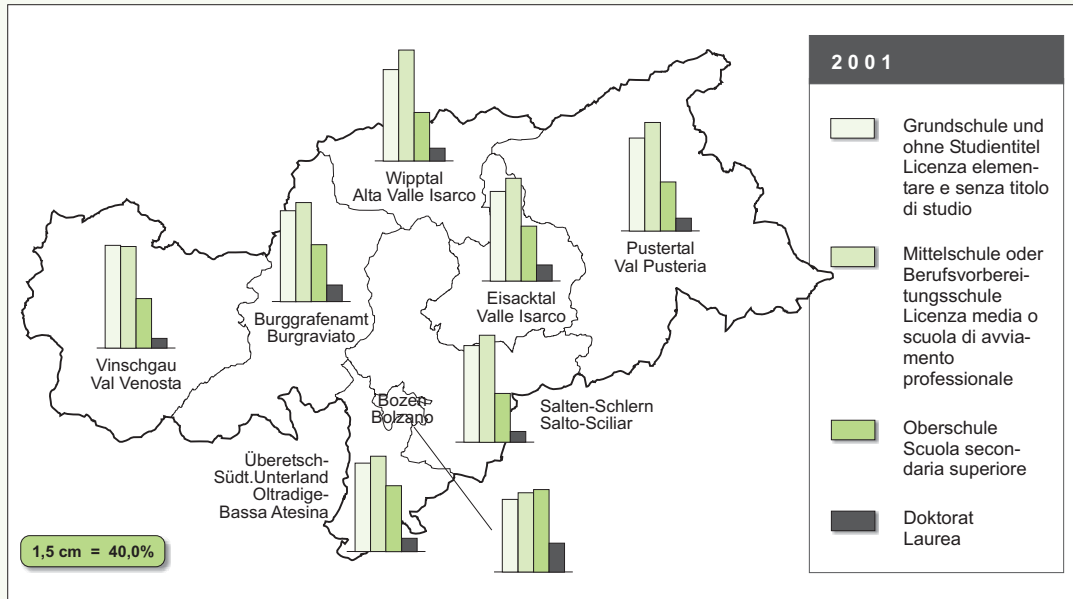 Wipptal
Alta Valle Isarco
Pustertal
Val Pusteria
Eisacktal
Valle Isarco
Burggrafenamt
Burgraviato
Vinschgau
Val Venosta
Bozen
Bolzano
Salten-Schlern
Salto-Sciliar
Überetsch-
Südt.Unterland
Oltradige-
Bassa Atesina
1,5 cm = 40,0%
2001
Grundschule und
ohne Studientitel
Licenza elemen-
tare e senza titolo
di studio
Mittelschule oder
Berufsvorberei-
tungsschule
Licenza media o
scuola di avvia-
mento
professionale
Oberschule
Scuola secon-
daria superiore
Doktorat
Laurea